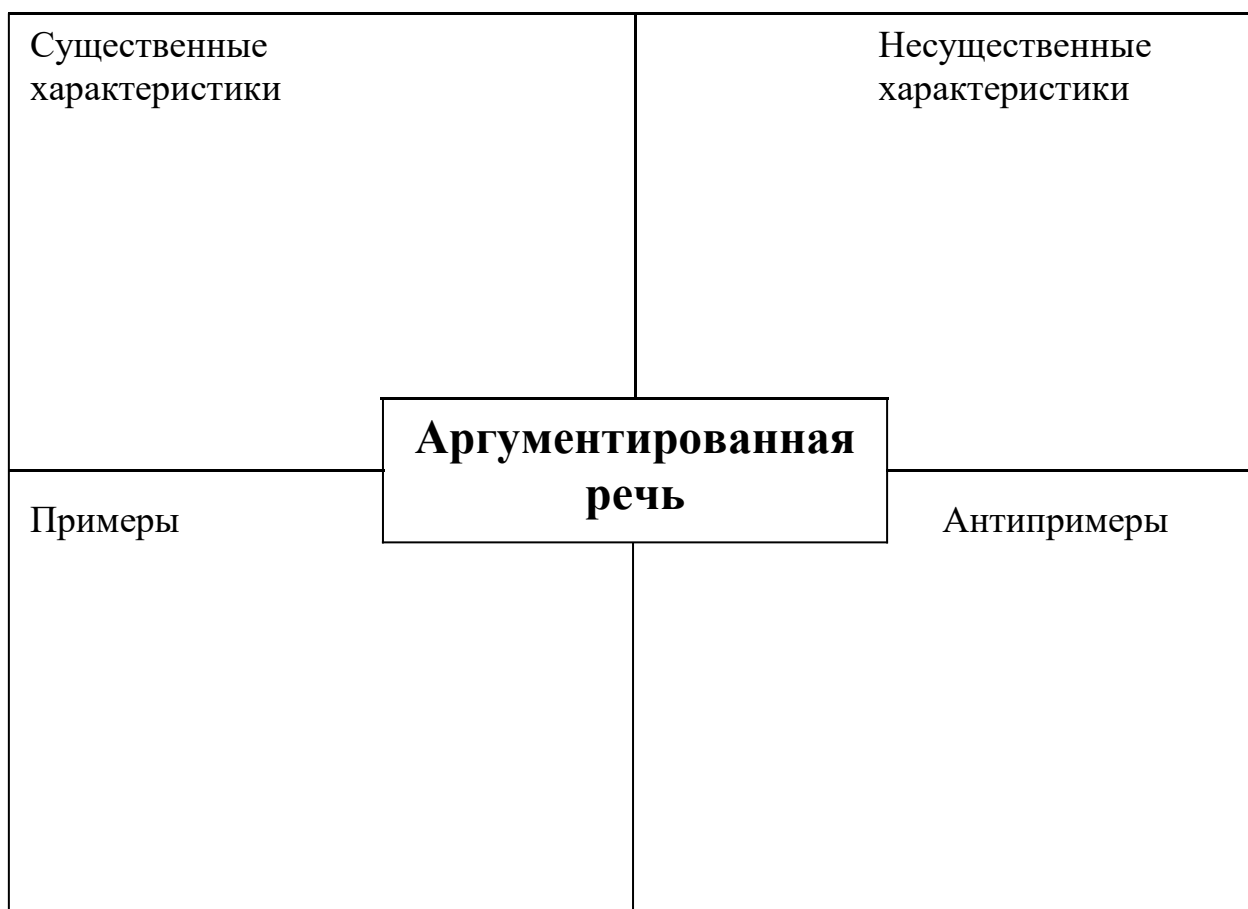 Существенные
характеристики
Несущественные
характеристики
Аргументированная
речь
Примеры
Антипримеры